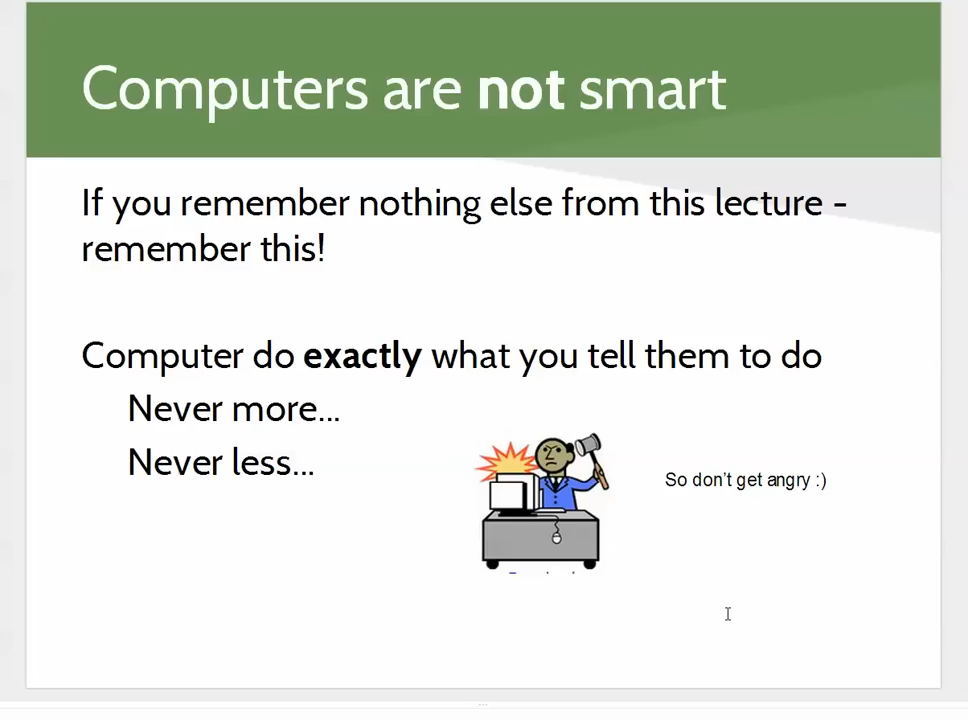 Computers are not smart
If you remember nothing else from this lecture -
remember this!
Computer do exactly what you tell them to do
Never more...
Never less...
So don't get angry :)